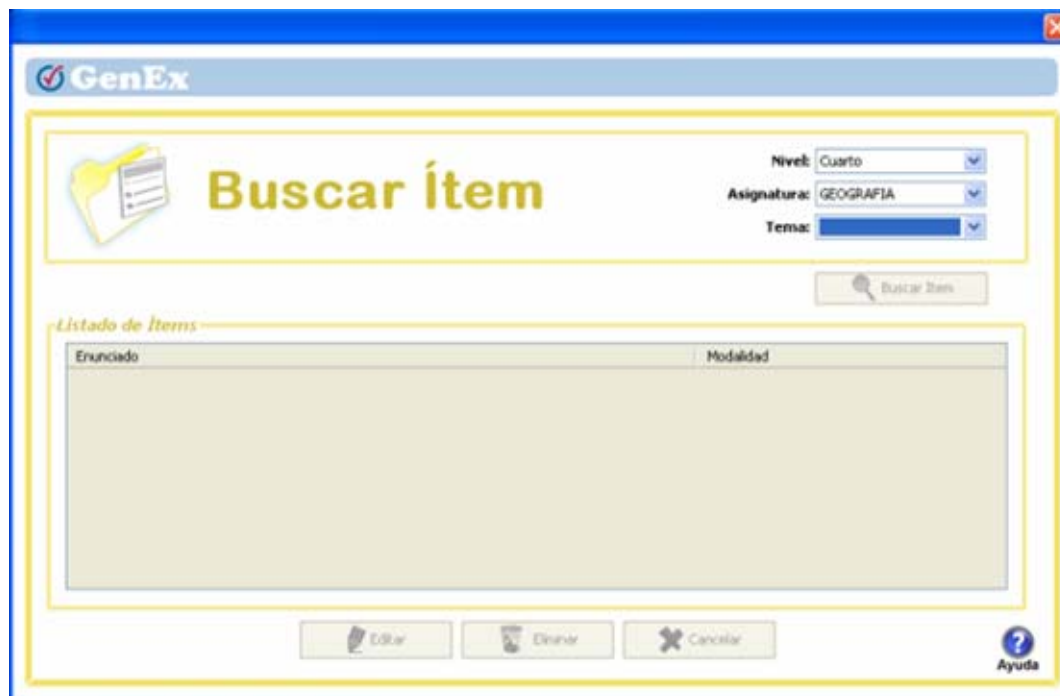 GenEx
Buscar Ítem
Nivel: Cuarto
Asignatura: GEOGRAFIA
Tema:
Buscar Ítem
Listado de Ítems
Enunciado Modalidad
Editar Eliminar Cancelar
Ayuda